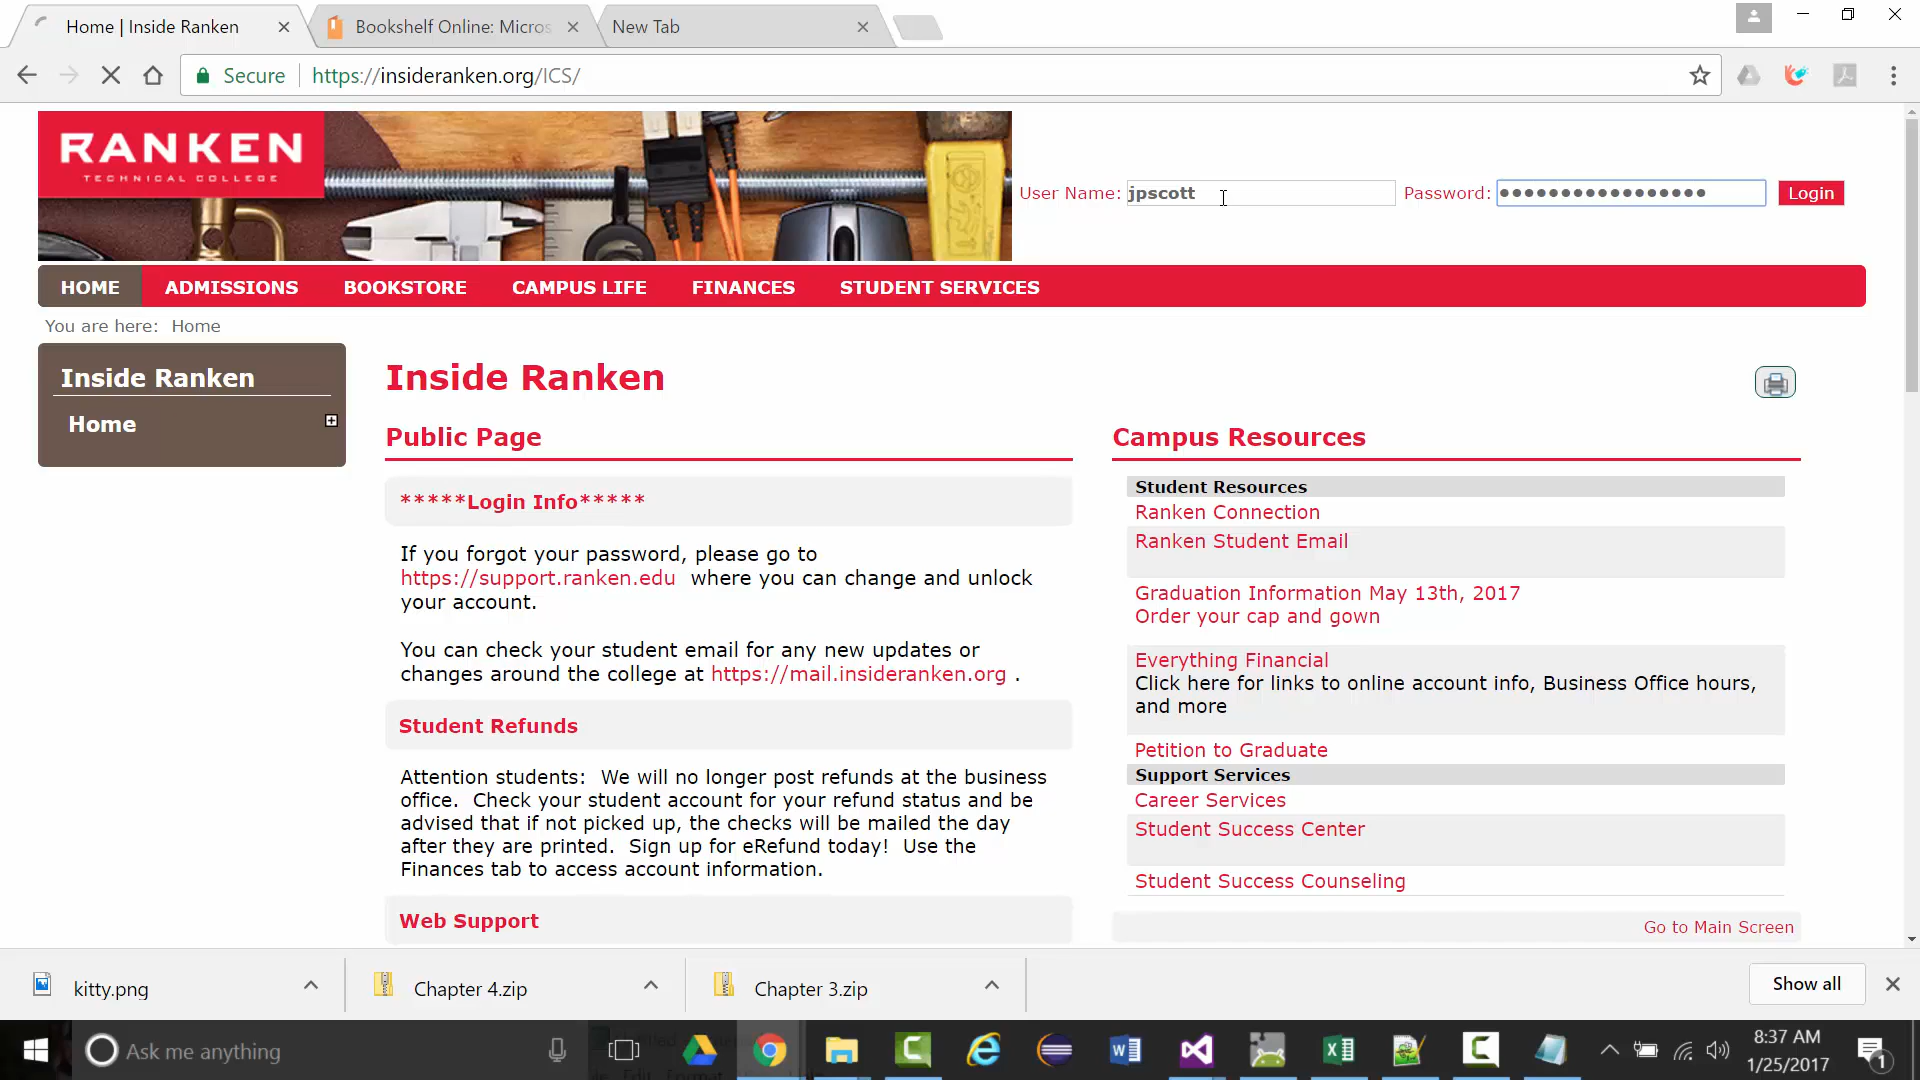 Home | Inside Ranken
Bookshelf Online: Micros
New Tab
Secure
https://insideranken.org/ICS/
RANKEN
TECHNICAL COLLEGE
User Name: jpscott
Password: •••••••••••••••••
Login
HOME
ADMISSIONS
BOOKSTORE
CAMPUS LIFE
FINANCES
STUDENT SERVICES
You are here: Home
Inside Ranken
Home
Inside Ranken
Public Page
*****Login Info*****
If you forgot your password, please go to
https://support.ranken.edu where you can change and unlock
your account.
You can check your student email for any new updates or
changes around the college at https://mail.insideranken.org .
Student Refunds
Attention students: We will no longer post refunds at the business
office. Check your student account for your refund status and be
advised that if not picked up, the checks will be mailed the day
after they are printed. Sign up for eRefund today! Use the
Finances tab to access account information.
Web Support
Campus Resources
Student Resources
Ranken Connection
Ranken Student Email
Graduation Information May 13th, 2017
Order your cap and gown
Everything Financial
Click here for links to online account info, Business Office hours,
and more
Petition to Graduate
Support Services
Career Services
Student Success Center
Student Success Counseling
Go to Main Screen
kitty.png
Chapter 4.zip
Chapter 3.zip
Show all
Ask me anything
8:37 AM
1/25/2017
1